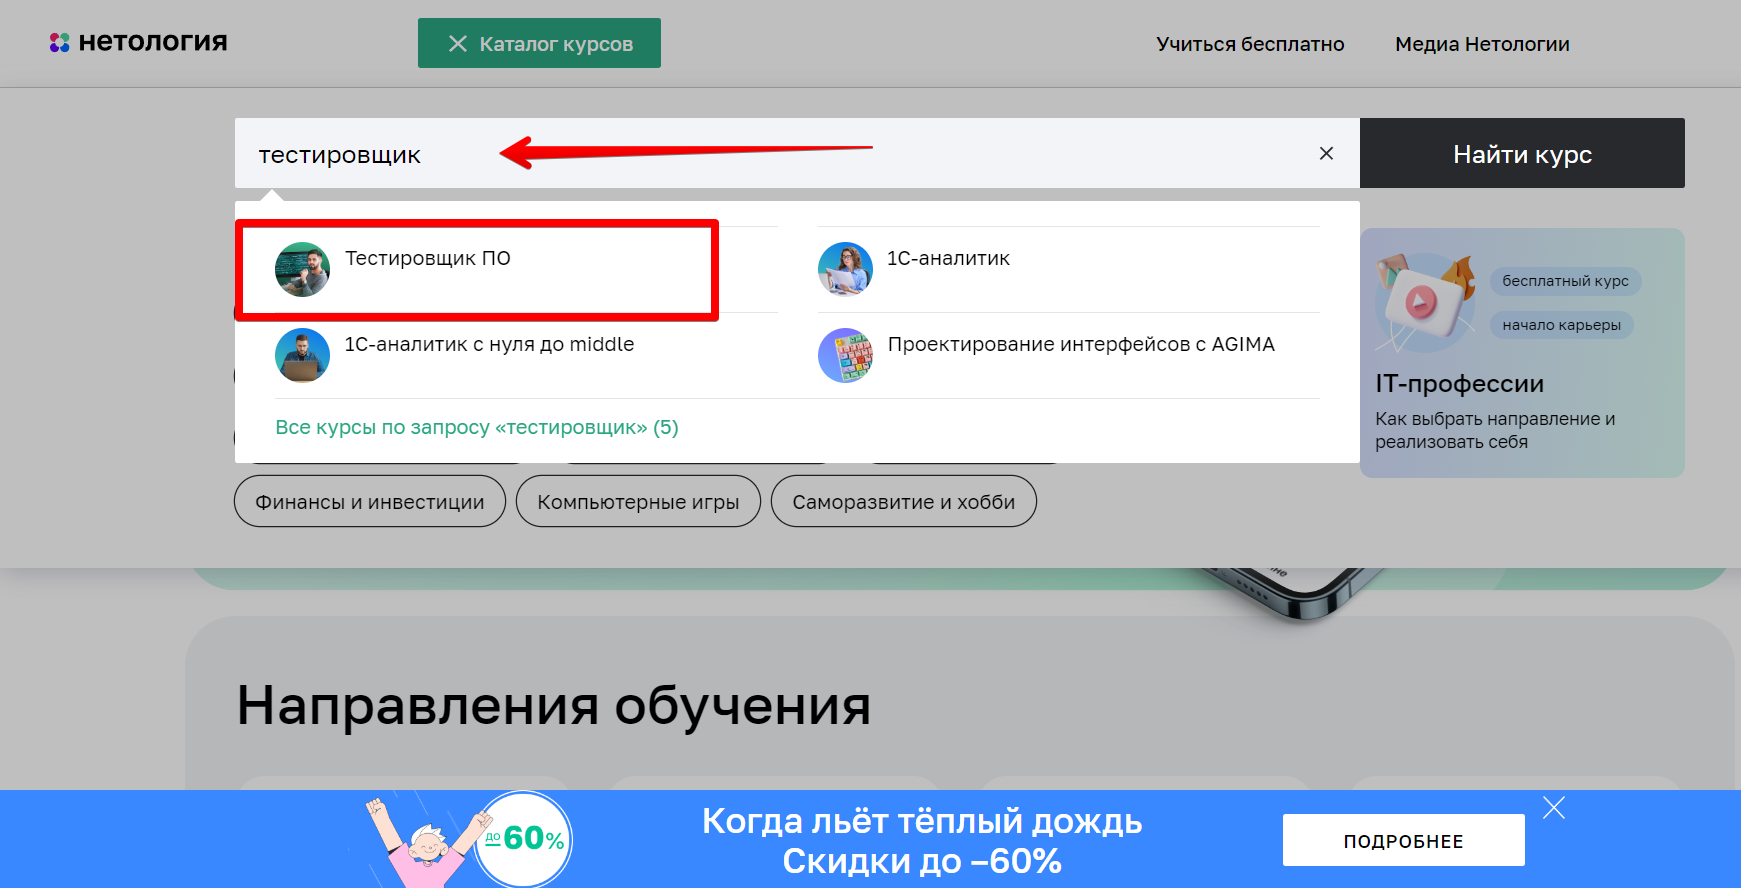 нетология
Каталог курсов
Учиться бесплатно
Медиа Нетологии
тестировщик
Найти курс
Тестировщик ПО
1С-аналитик
1С-аналитик с нуля до middle
Проектирование интерфейсов с AGIMA
Все курсы по запросу «тестировщик» (5)
бесплатный курс
начало карьеры
IT-профессии
Как выбрать направление и
реализовать себя
Финансы и инвестиции
Компьютерные игры
Саморазвитие и хобби
Направления обучения
до 60%
Когда льёт тёплый дождь
Скидки до –60%
ПОДРОБНЕЕ